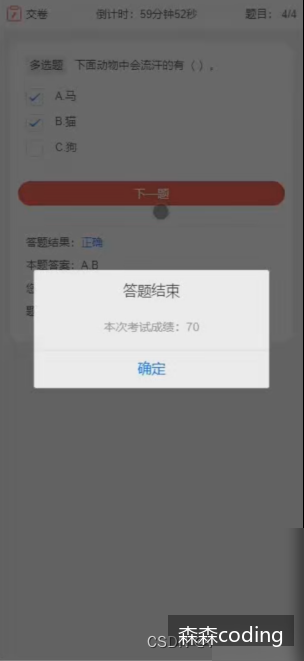 交卷 倒计时：59分钟52秒 题目： 4/4
多选题 下面动物中会流汗的有（ ）。
A.马
B.猫
C.狗
下一题
答题结果：正确
本题答案：A,B
答题结束
本次考试成绩：70
确定
森森coding